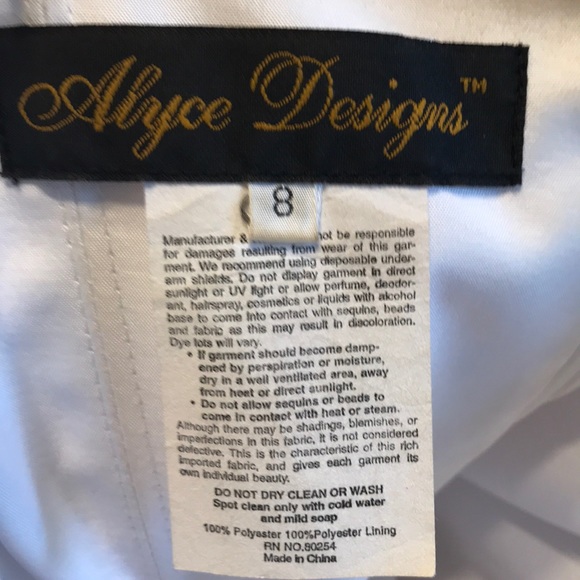 Alyce Designs™
8
Manufacturer & not be responsible
for damages resulting from wear of this gar-
ment. We recommend using disposable under-
arm shields. Do not display garment in direct
sunlight or UV light or allow perfume, deodor-
ant, hairspray, cosmetics or liquids with alcohol
base to come into contact with sequins, beads
and fabric as this may result in discoloration.
Dye lots will vary.
• If garment should become damp-
ened by perspiration or moisture,
dry in a well ventilated area, away
from heat or direct sunlight.
• Do not allow sequins or beads to
come in contact with heat or steam.
Although there may be shadings, blemishes, or
imperfections in this fabric, it is not considered
defective. This is the characteristic of this rich
imported fabric, and gives each garment its
own individual beauty.
DO NOT DRY CLEAN OR WASH
Spot clean only with cold water
and mild soap
100% Polyester 100%Polyester Lining
RN NO.80254
Made in China